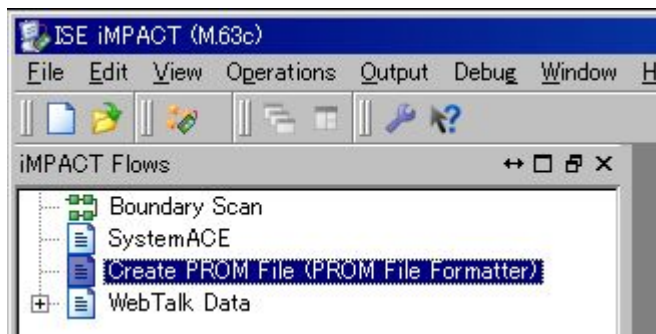 ISE iMPACT (M.63c)
File Edit View Operations Output Debug Window H
iMPACT Flows
Boundary Scan
SystemACE
Create PROM File (PROM File Formatter)
WebTalk Data